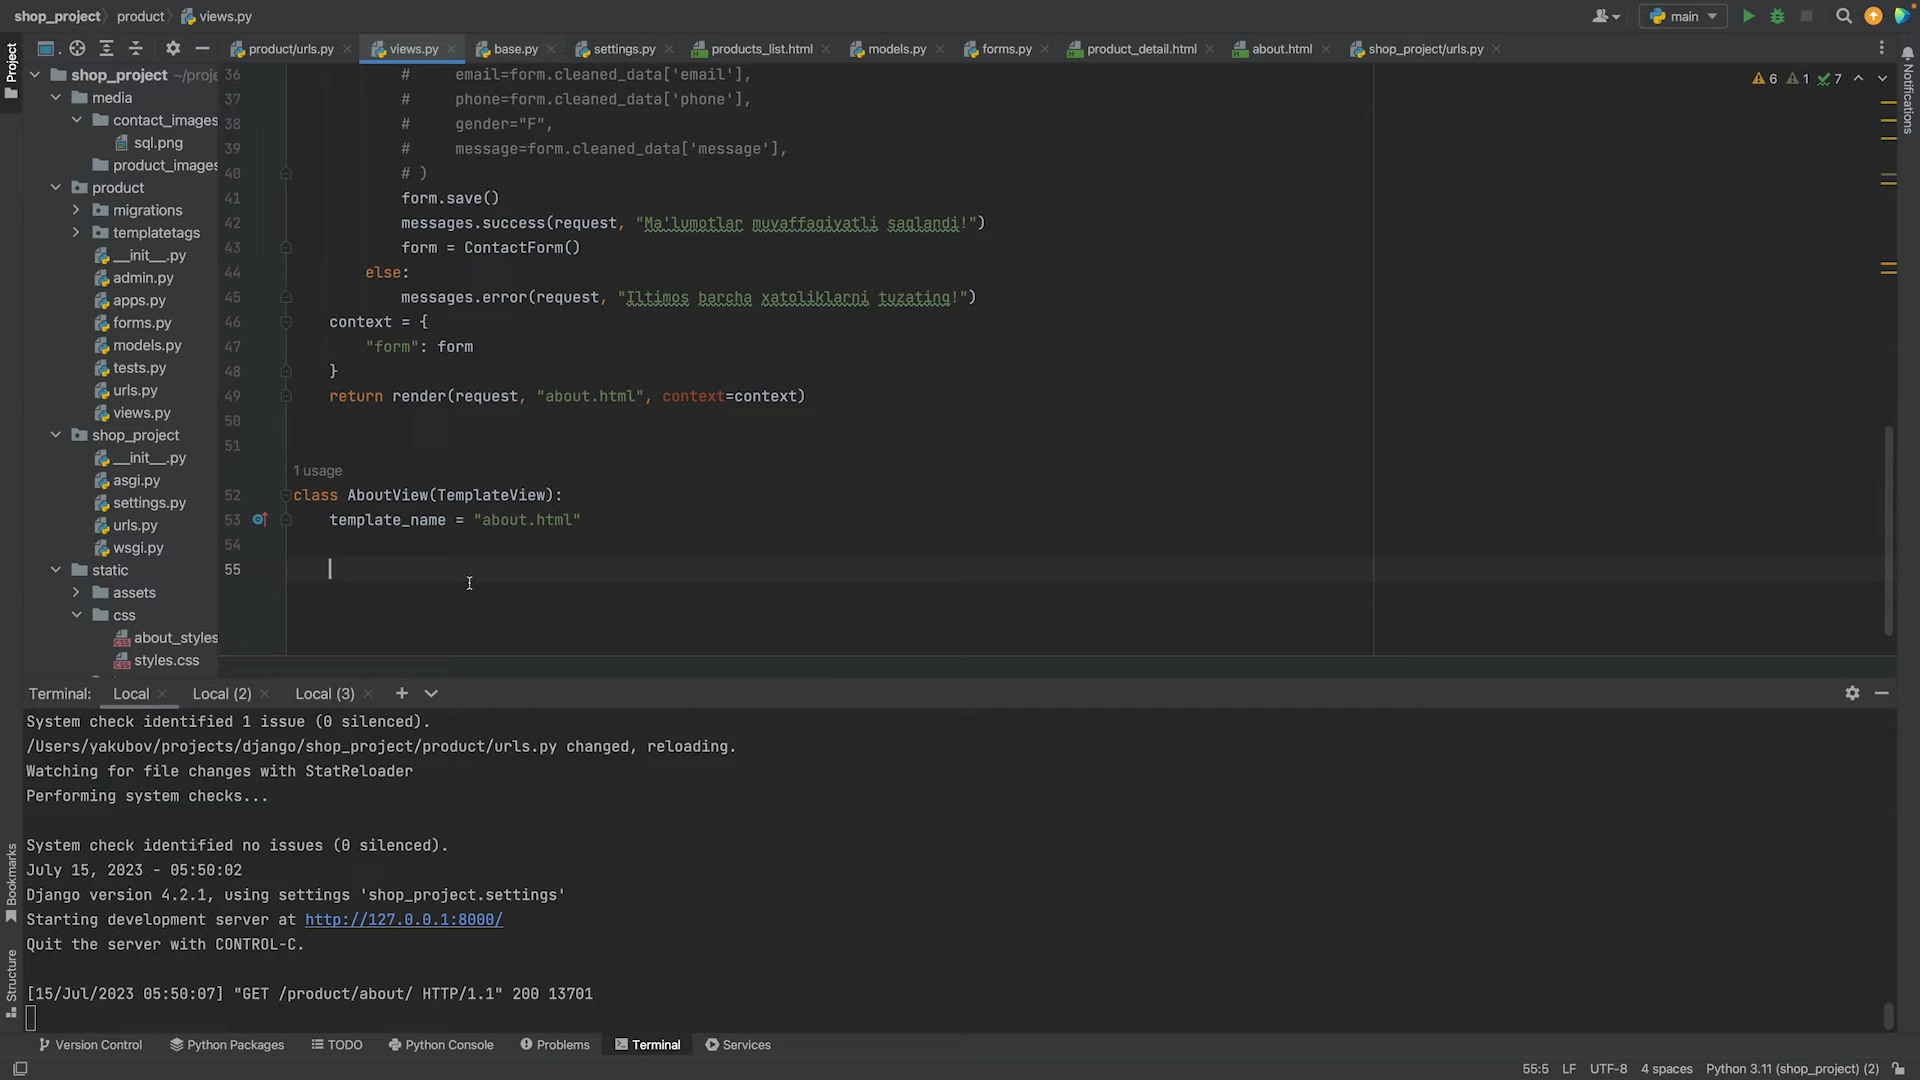 shop_project product views.py
main
product/urls.py views.py base.py settings.py products_list.html models.py forms.py product_detail.html about.html shop_project/urls.py
Project
Notifications
Bookmarks
Structure
shop_project ~/proje
media
contact_images
sql.png
product_images
product
migrations
templatetags
__init__.py
admin.py
apps.py
forms.py
models.py
tests.py
urls.py
views.py
shop_project
__init__.py
asgi.py
settings.py
urls.py
wsgi.py
static
assets
css
about_styles
styles.css
6 1 7
36 # email=form.cleaned_data['email'],
37 # phone=form.cleaned_data['phone'],
38 # gender="F",
39 # message=form.cleaned_data['message'],
40 # )
41 form.save()
42 messages.success(request, "Ma'lumotlar muvaffaqiyatli saqlandi!")
43 form = ContactForm()
44 else:
45 messages.error(request, "Iltimos barcha xatoliklarni tuzating!")
46 context = {
47 "form": form
48 }
49 return render(request, "about.html", context=context)
50
51
1 usage
52 class AboutView(TemplateView):
53 template_name = "about.html"
54
55
Terminal: Local Local (2) Local (3)
System check identified 1 issue (0 silenced).
/Users/yakubov/projects/django/shop_project/product/urls.py changed, reloading.
Watching for file changes with StatReloader
Performing system checks...
System check identified no issues (0 silenced).
July 15, 2023 - 05:50:02
Django version 4.2.1, using settings 'shop_project.settings'
Starting development server at http://127.0.0.1:8000/
Quit the server with CONTROL-C.
[15/Jul/2023 05:50:07] "GET /product/about/ HTTP/1.1" 200 13701
Version Control Python Packages TODO Python Console Problems Terminal Services
55:5 LF UTF-8 4 spaces Python 3.11 (shop_project) (2)